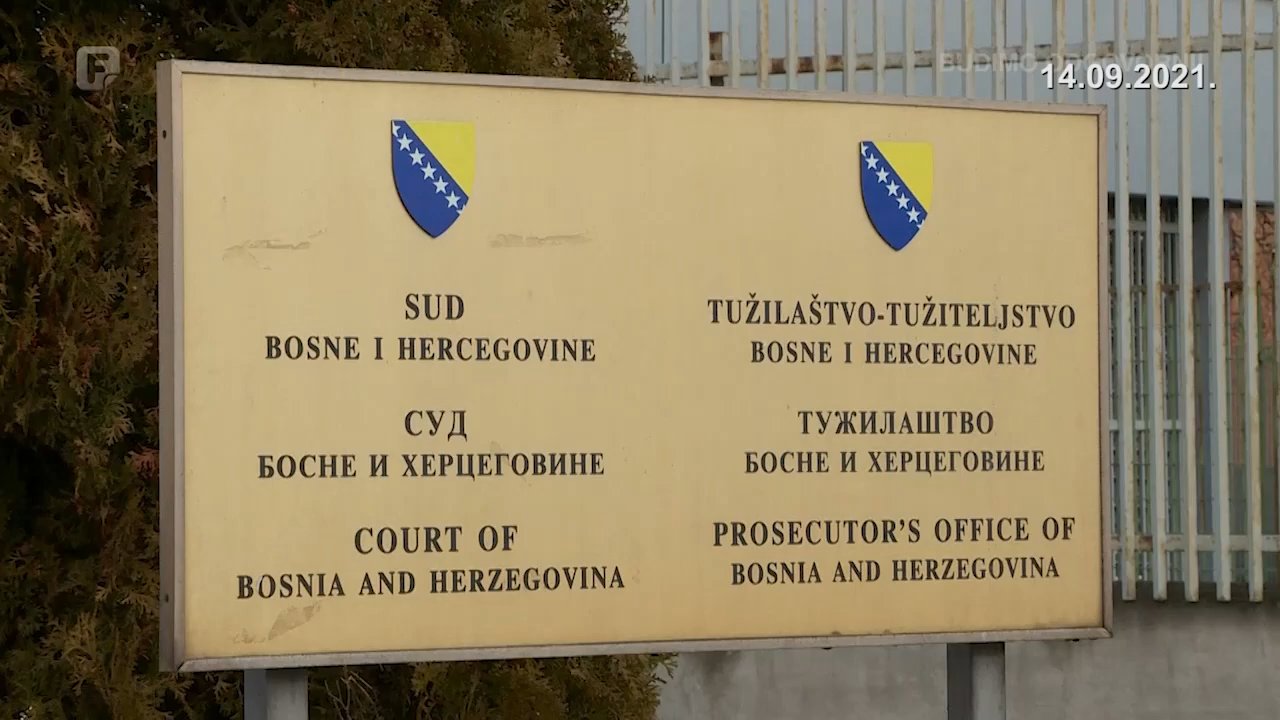 14.09.2021.
SUD
BOSNE I HERCEGOVINE
СУД
БОСНЕ И ХЕРЦЕГОВИНЕ
COURT OF
BOSNIA AND HERZEGOVINA
TUŽILAŠTVO-TUŽITELJSTVO
BOSNE I HERCEGOVINE
ТУЖИЛАШТВО
БОСНЕ И ХЕРЦЕГОВИНЕ
PROSECUTOR'S OFFICE OF
BOSNIA AND HERZEGOVINA